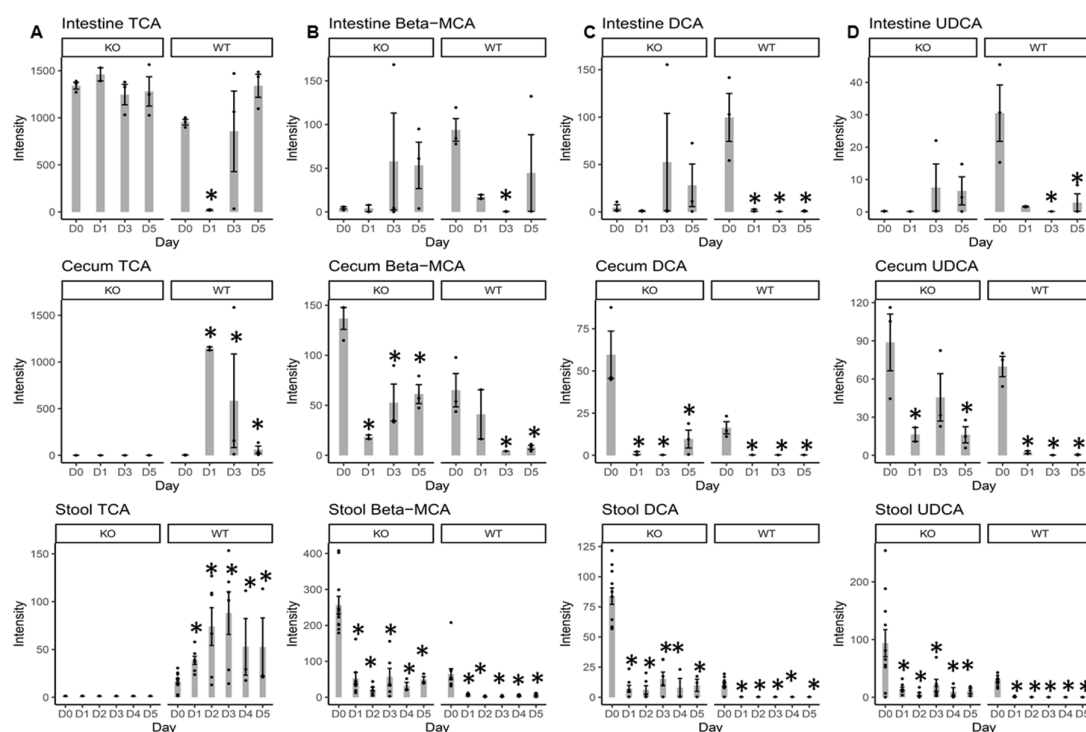 A Intestine TCA
KO WT
1500
1000
500
0
Intensity
* 
D0 D1 D3 D5 D0 D1 D3 D5
Day
B Intestine Beta−MCA
KO WT
150
100
50
0
Intensity
*
D0 D1 D3 D5 D0 D1 D3 D5
Day
C Intestine DCA
KO WT
150
100
50
0
Intensity
* * *
D0 D1 D3 D5 D0 D1 D3 D5
Day
D Intestine UDCA
KO WT
40
30
20
10
0
Intensity
* *
D0 D1 D3 D5 D0 D1 D3 D5
Day
Cecum TCA
KO WT
1500
1000
500
0
Intensity
* * *
D0 D1 D3 D5 D0 D1 D3 D5
Day
Cecum Beta−MCA
KO WT
150
100
50
0
Intensity
* * * * *
D0 D1 D3 D5 D0 D1 D3 D5
Day
Cecum DCA
KO WT
75
50
25
0
Intensity
* * * * * *
D0 D1 D3 D5 D0 D1 D3 D5
Day
Cecum UDCA
KO WT
120
90
60
30
0
Intensity
* * * * *
D0 D1 D3 D5 D0 D1 D3 D5
Day
Stool TCA
KO WT
150
100
50
0
Intensity
* * * * *
D0 D1 D2 D3 D4 D5 D0 D1 D2 D3 D4 D5
Day
Stool Beta−MCA
KO WT
400
300
200
100
0
Intensity
* * * * * * * * * *
D0 D1 D2 D3 D4 D5 D0 D1 D2 D3 D4 D5
Day
Stool DCA
KO WT
125
100
75
50
25
0
Intensity
* * * * * * * * * *
D0 D1 D2 D3 D4 D5 D0 D1 D2 D3 D4 D5
Day
Stool UDCA
KO WT
200
100
0
Intensity
* * * * * * * * * *
D0 D1 D2 D3 D4 D5 D0 D1 D2 D3 D4 D5
Day